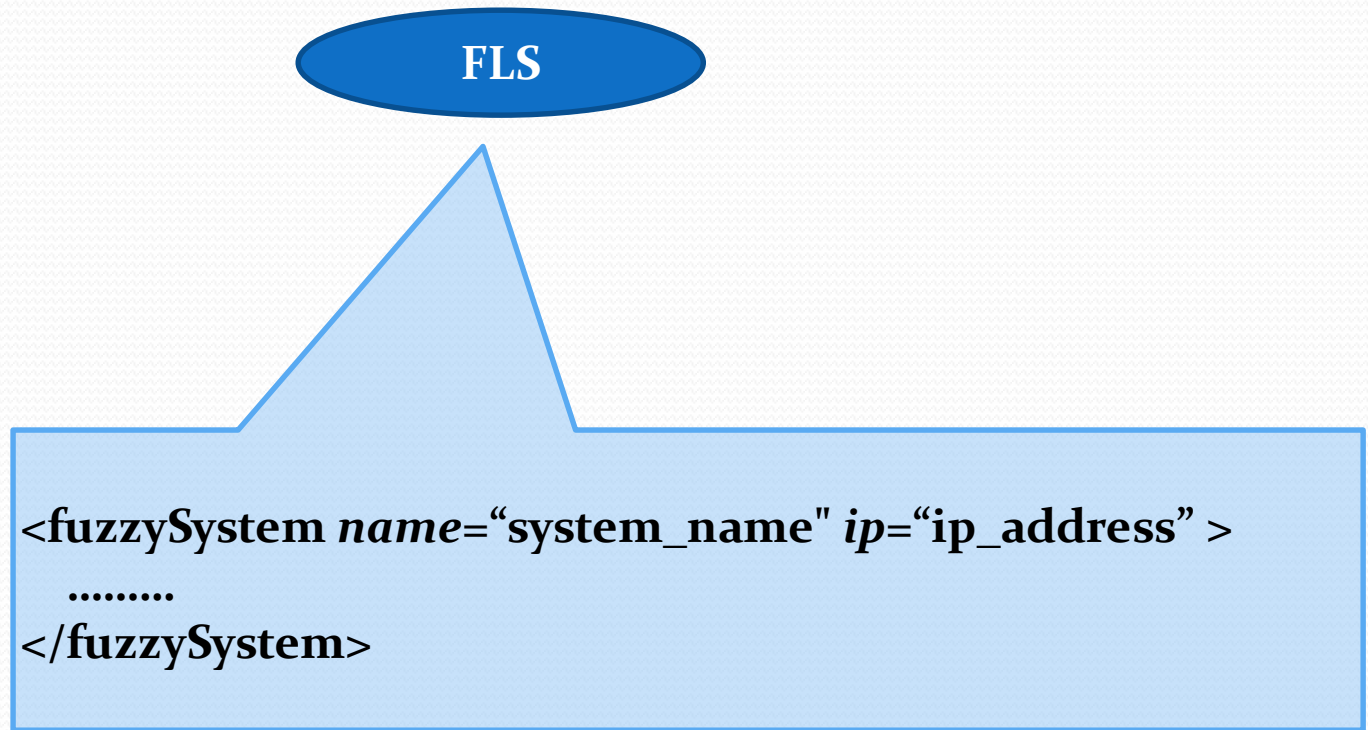 FLS
<fuzzySystem name=“system_name" ip=“ip_address” >
.........
</fuzzySystem>